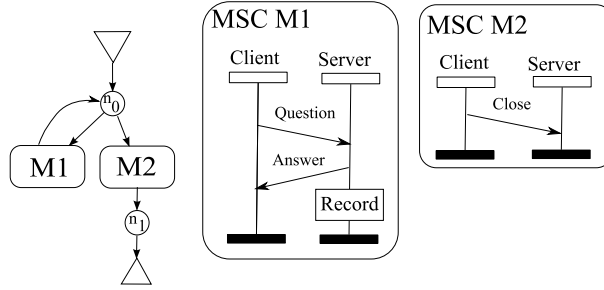 n0
M1
M2
n1
MSC M1
Client Server
Question
Answer
Record
MSC M2
Client Server
Close